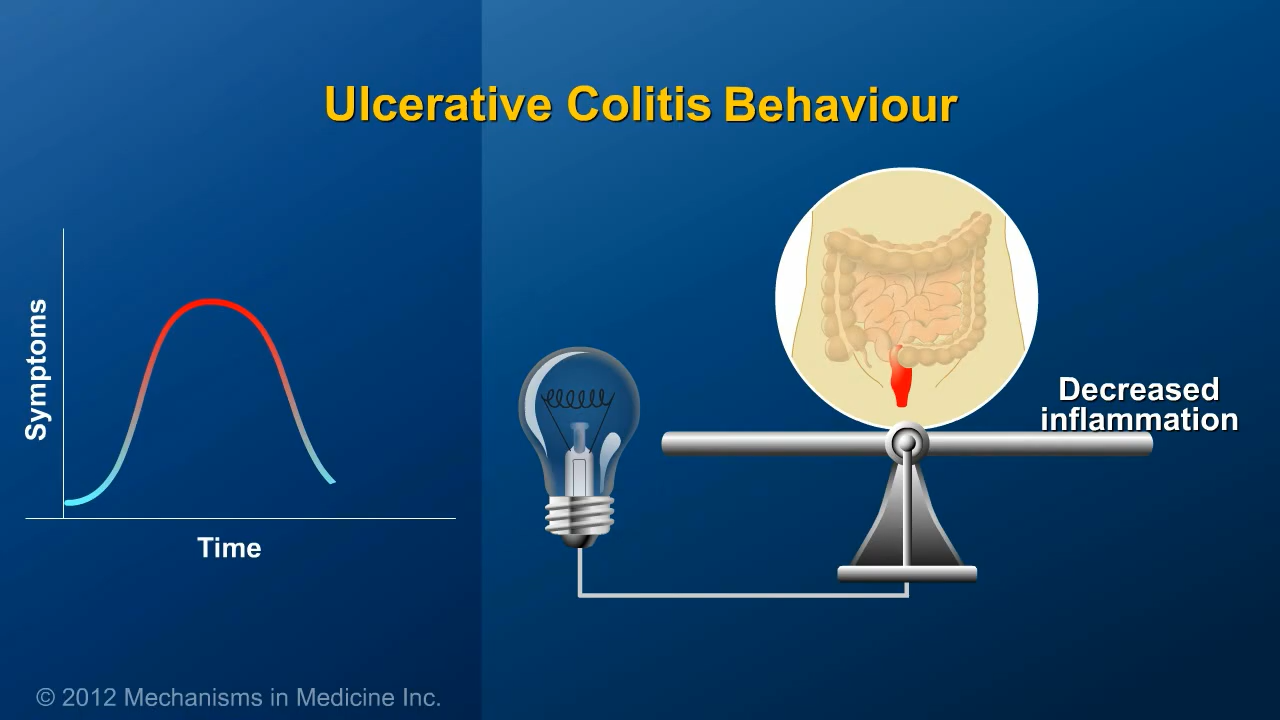 Ulcerative Colitis Behaviour
Symptoms
Time
Decreased
inflammation
© 2012 Mechanisms in Medicine Inc.